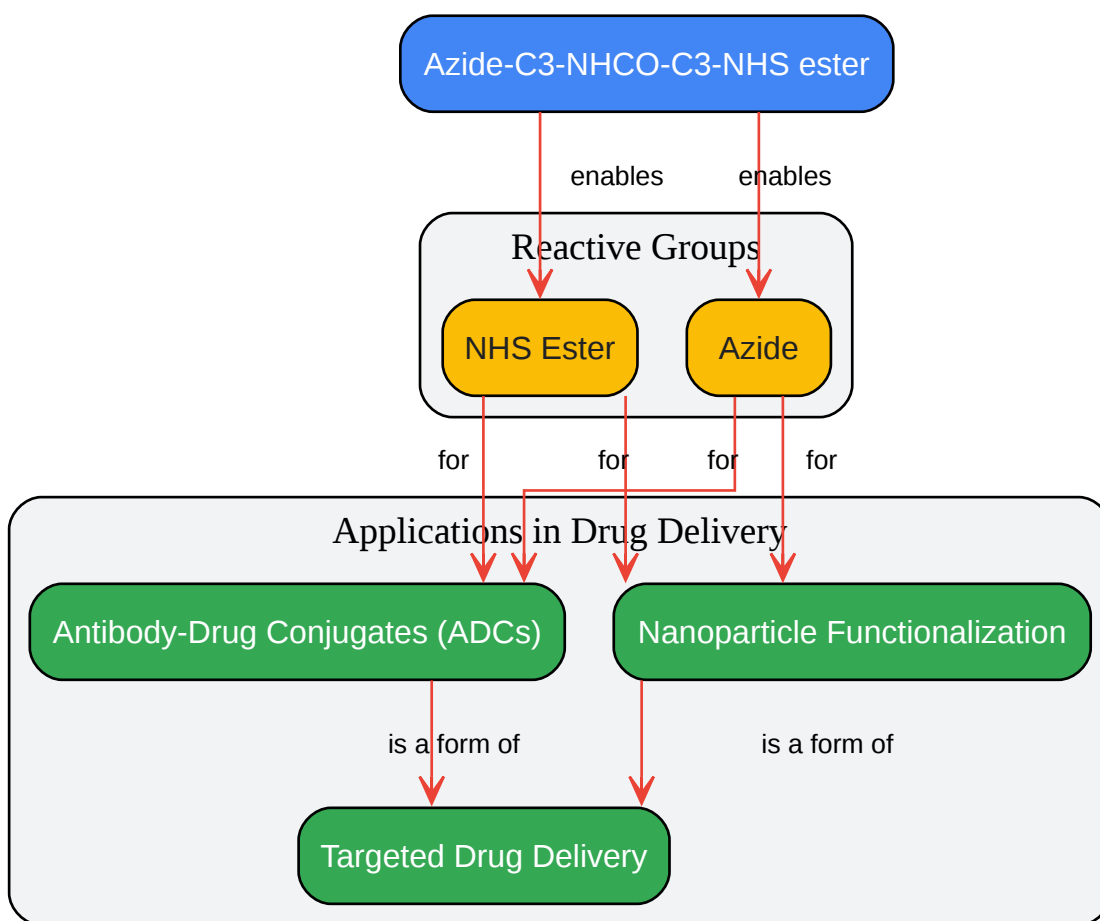 Azide-C3-NHCO-C3-NHS ester
enables
enables
Reactive Groups
NHS Ester
Azide
for
for
for
for
Applications in Drug Delivery
Antibody-Drug Conjugates (ADCs)
Nanoparticle Functionalization
is a form of
is a form of
Targeted Drug Delivery